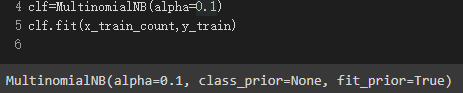 4 clf=MultinomialNB(alpha=0.1)
5 clf.fit(x_train_count,y_train)
6
MultinomialNB(alpha=0.1, class_prior=None, fit_prior=True)